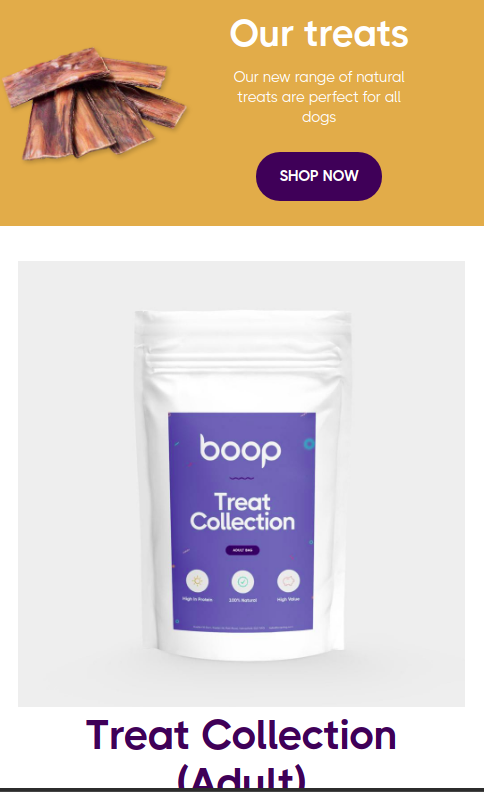 Our treats
Our new range of natural
treats are perfect for all
dogs
SHOP NOW
boop
Treat
Collection
ADULT BAG
High in Protein
100% Natural
High Value
Treat Collection
(Adult)